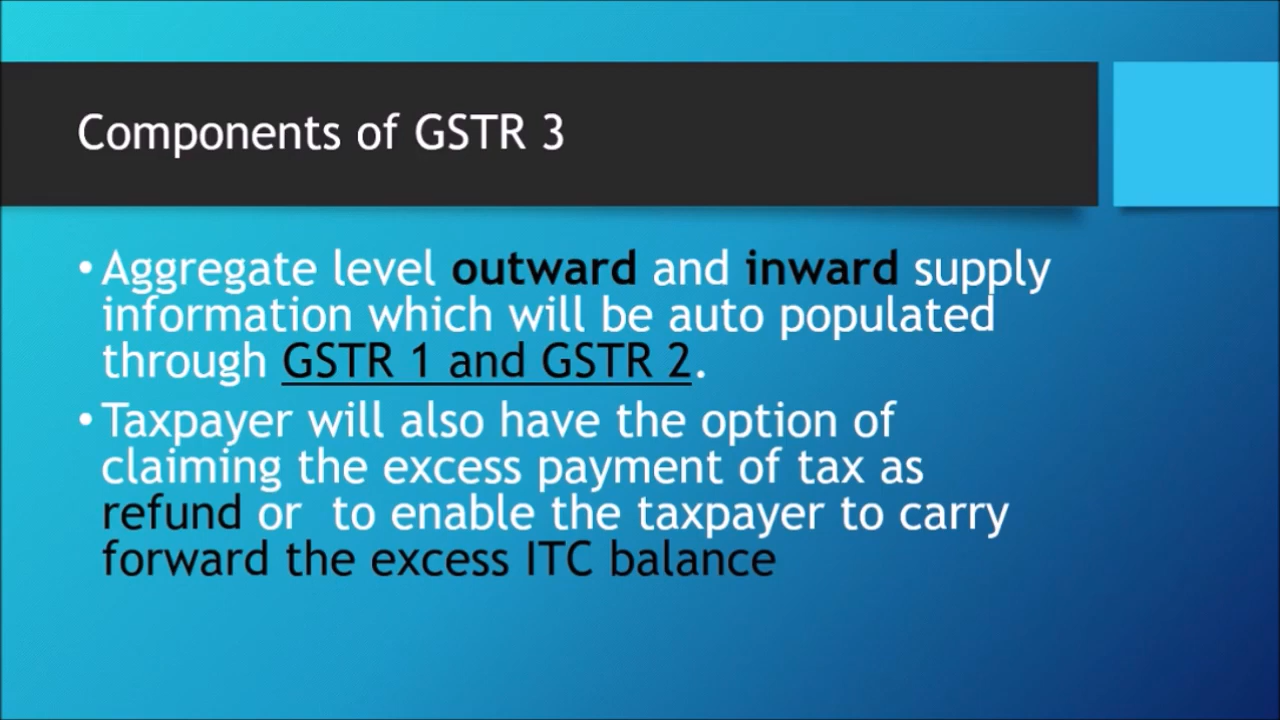 Components of GSTR 3
•Aggregate level outward and inward supply
information which will be auto populated
through GSTR 1 and GSTR 2.
•Taxpayer will also have the option of
claiming the excess payment of tax as
refund or  to enable the taxpayer to carry
forward the excess ITC balance